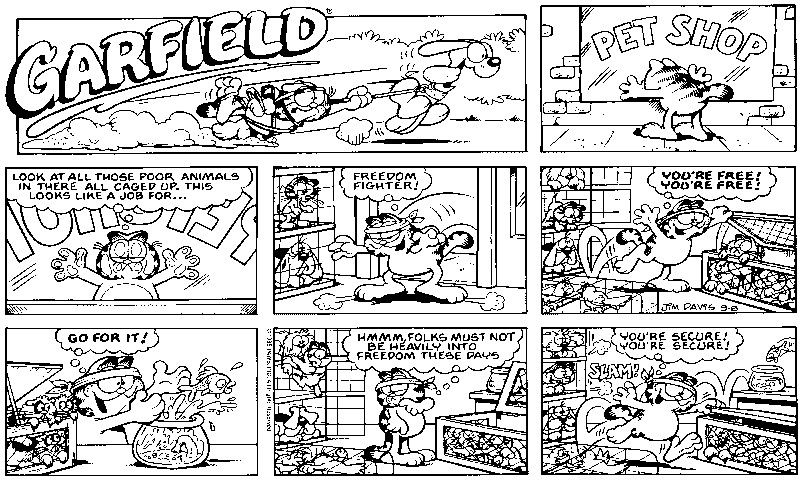 GARFIELD
PET SHOP
LOOK AT ALL THOSE POOR ANIMALS
IN THERE ALL CAGED UP. THIS
LOOKS LIKE A JOB FOR...
FREEDOM
FIGHTER!
YOU'RE FREE!
YOU'RE FREE!
JIM DAVIS 9-8
GO FOR IT!
HMMM, FOLKS MUST NOT
BE HEAVILY INTO
FREEDOM THESE DAYS
YOU'RE SECURE!
YOU'RE SECURE!
SLAM!